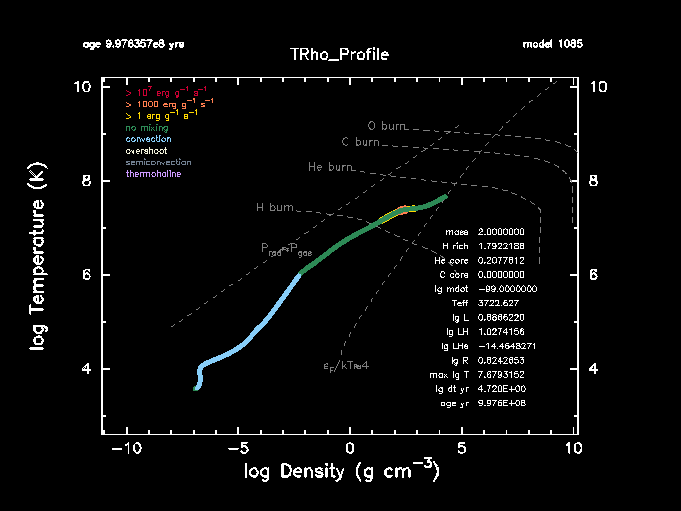 age 9.976357e8 yrs
model 1085
TRho_Profile
> 10^7 erg g^-1 s^-1
> 1000 erg g^-1 s^-1
> 1 erg g^-1 s^-1
no mixing
convection
overshoot
semiconvection
thermohaline
O burn
C burn
He burn
H burn
P_rad≈P_gas
ε_F/kT≈4
mass 2.0000000
H rich 1.7922188
He core 0.2077812
C core 0.0000000
lg mdot -99.0000000
Teff 3722.627
lg L 0.8866220
lg LH 1.0274156
lg LHe -14.4648271
lg R 0.8242653
max lg T 7.6793152
lg dt yr 4.720E+00
age yr 9.976E+08
10
8
6
4
10
8
6
4
-10
-5
0
5
10
log Temperature (K)
log Density (g cm^-3)